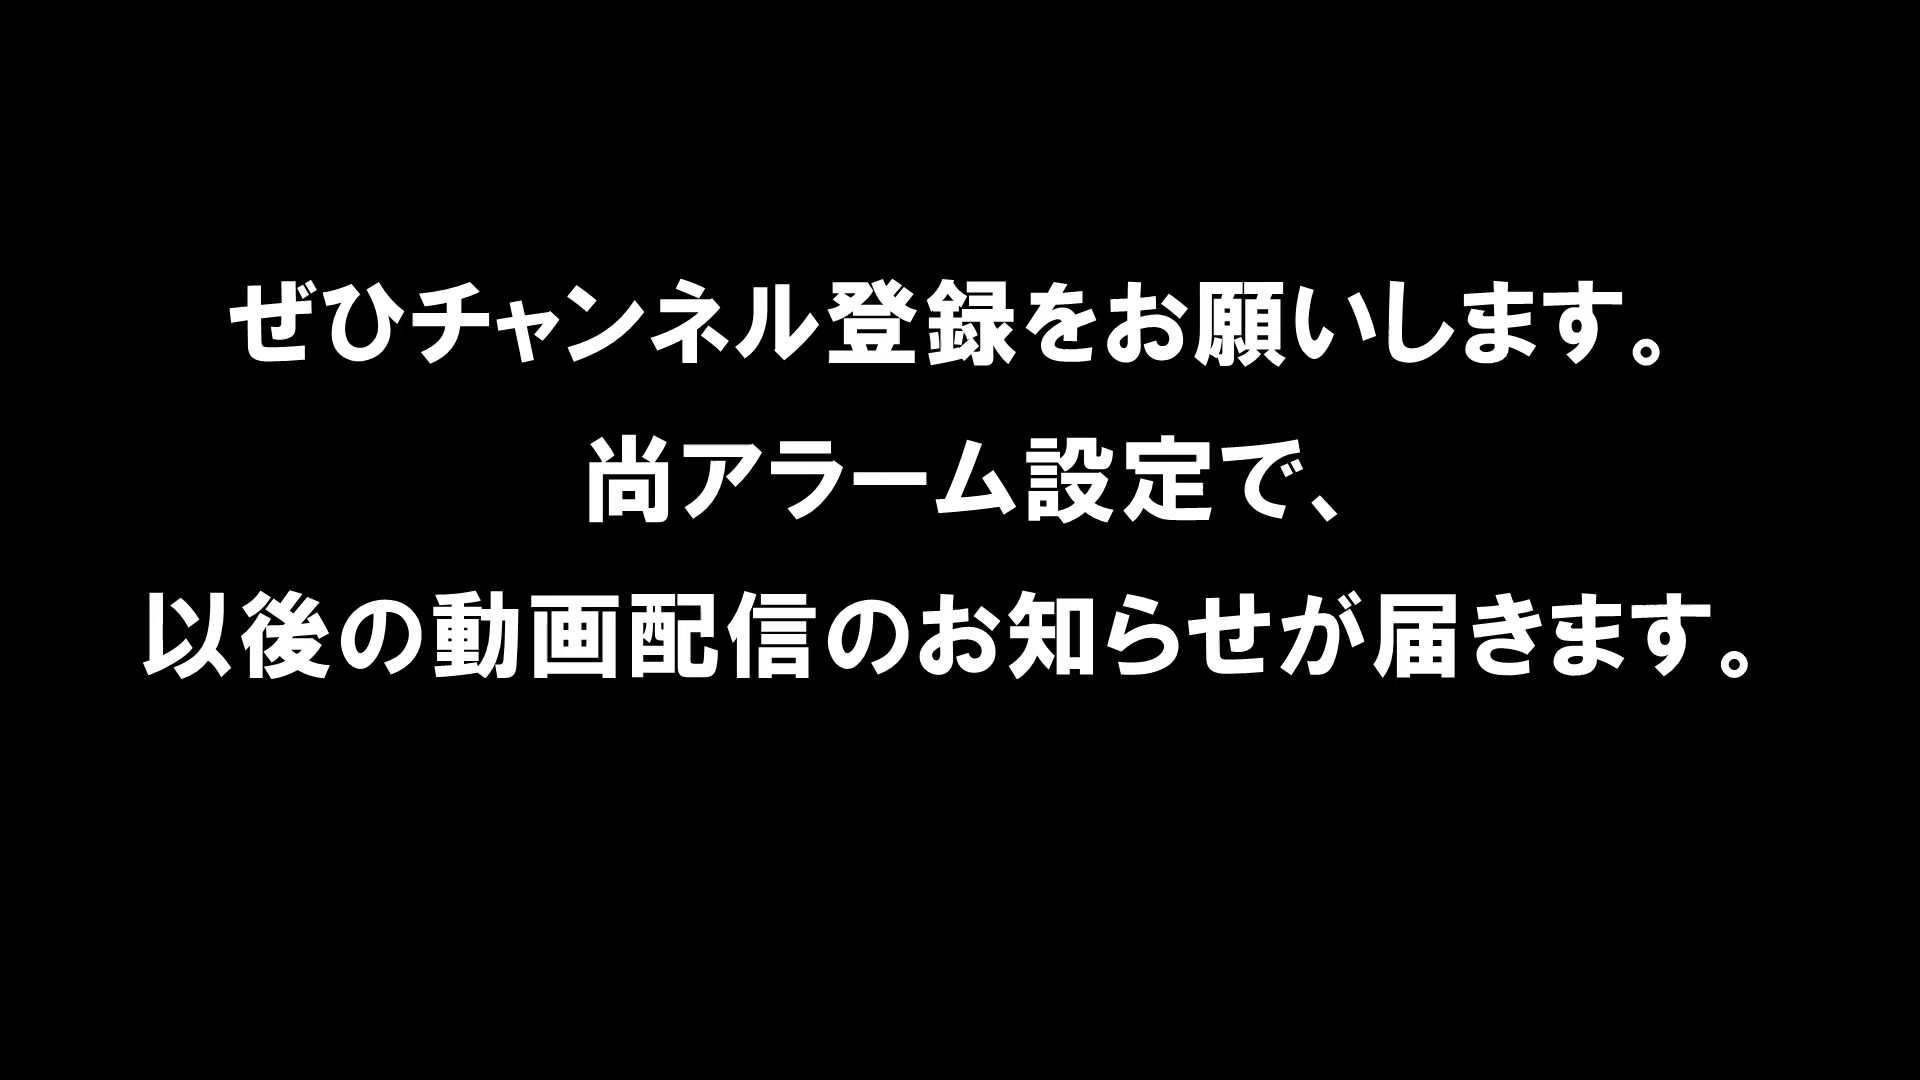 ぜひチャンネル登録をお願いします。
尚アラーム設定で、
以後の動画配信のお知らせが届きます。